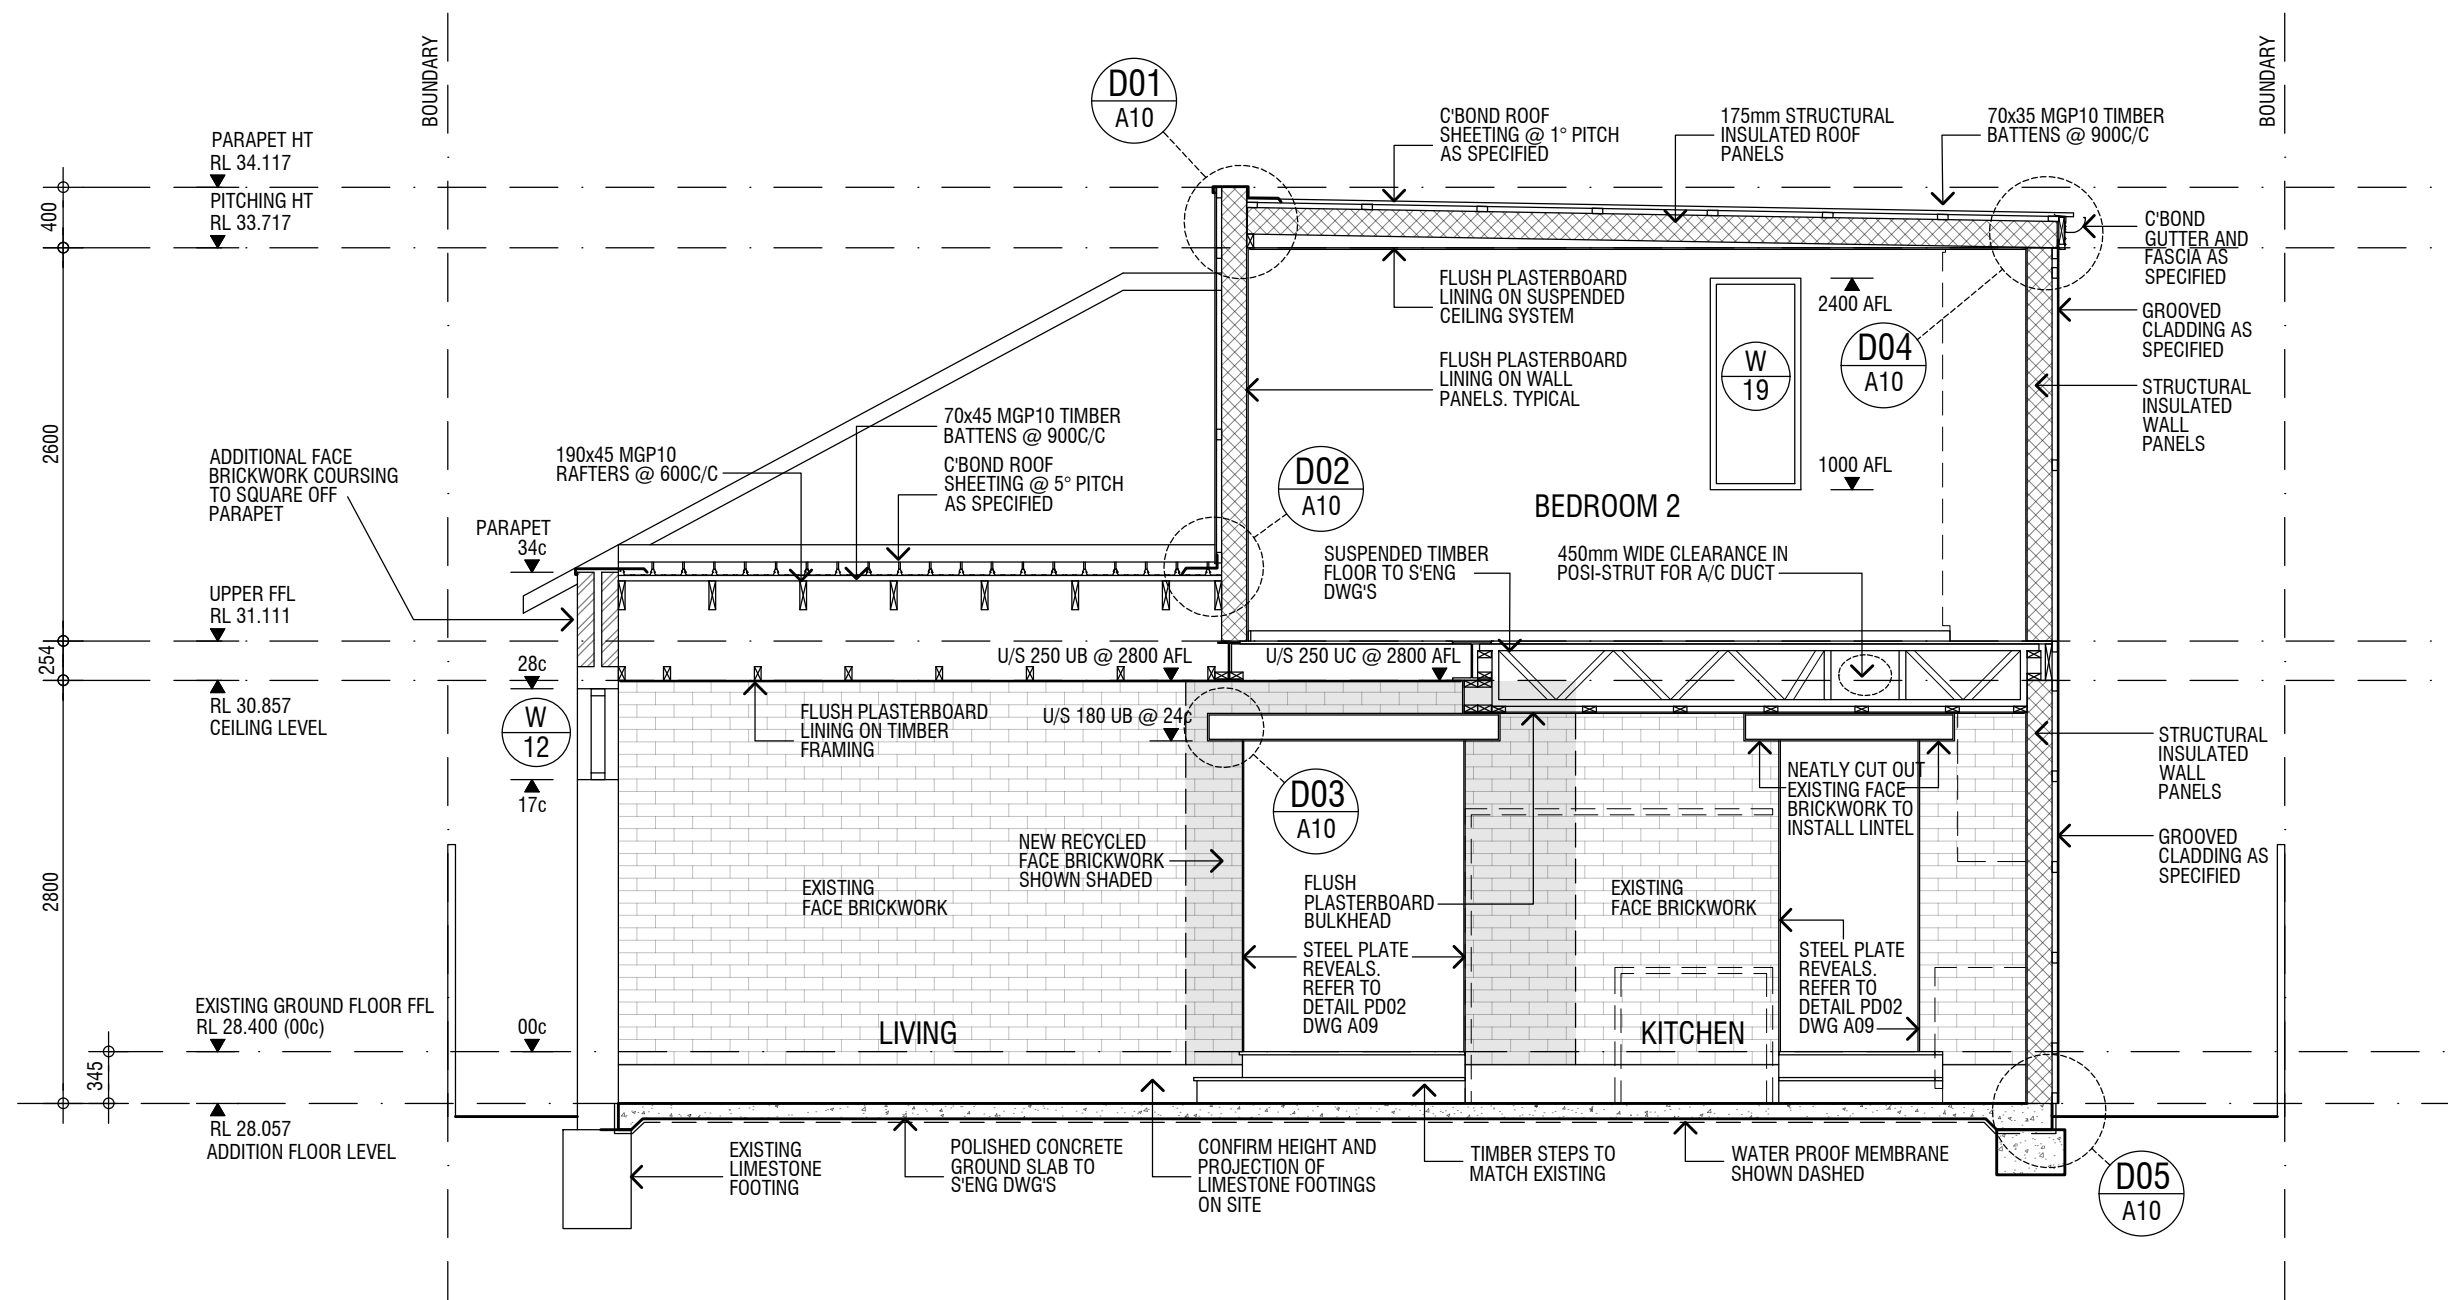 BOUNDARY
BOUNDARY
D01
A10
C'BOND ROOF
SHEETING @ 1° PITCH
AS SPECIFIED
175mm STRUCTURAL
INSULATED ROOF
PANELS
70x35 MGP10 TIMBER
BATTENS @ 900C/C
PARAPET HT
RL 34.117
PITCHING HT
RL 33.717
400
C'BOND
GUTTER AND
FASCIA AS
SPECIFIED
FLUSH PLASTERBOARD
LINING ON SUSPENDED
CEILING SYSTEM
2400 AFL
GROOVED
CLADDING AS
SPECIFIED
FLUSH PLASTERBOARD
LINING ON WALL
PANELS. TYPICAL
W
19
D04
A10
STRUCTURAL
INSULATED
WALL
PANELS
2600
70x45 MGP10 TIMBER
BATTENS @ 900C/C
190x45 MGP10
RAFTERS @ 600C/C
C'BOND ROOF
SHEETING @ 5° PITCH
AS SPECIFIED
ADDITIONAL FACE
BRICKWORK COURSING
TO SQUARE OFF
PARAPET
D02
A10
1000 AFL
BEDROOM 2
PARAPET
34c
SUSPENDED TIMBER
FLOOR TO S'ENG
DWG'S
450mm WIDE CLEARANCE IN
POSI-STRUT FOR A/C DUCT
UPPER FFL
RL 31.111
254
28c
U/S 250 UB @ 2800 AFL
U/S 250 UC @ 2800 AFL
RL 30.857
CEILING LEVEL
W
12
FLUSH PLASTERBOARD
LINING ON TIMBER
FRAMING
U/S 180 UB @ 24c
STRUCTURAL
INSULATED
WALL
PANELS
17c
D03
A10
NEATLY CUT OUT
EXISTING FACE
BRICKWORK TO
INSTALL LINTEL
NEW RECYCLED
FACE BRICKWORK
SHOWN SHADED
GROOVED
CLADDING AS
SPECIFIED
2800
EXISTING
FACE BRICKWORK
FLUSH
PLASTERBOARD
BULKHEAD
EXISTING
FACE BRICKWORK
STEEL PLATE
REVEALS.
REFER TO
DETAIL PD02
DWG A09
STEEL PLATE
REVEALS.
REFER TO
DETAIL PD02
DWG A09
EXISTING GROUND FLOOR FFL
RL 28.400 (00c)
00c
LIVING
KITCHEN
345
RL 28.057
ADDITION FLOOR LEVEL
EXISTING
LIMESTONE
FOOTING
POLISHED CONCRETE
GROUND SLAB TO
S'ENG DWG'S
CONFIRM HEIGHT AND
PROJECTION OF
LIMESTONE FOOTINGS
ON SITE
TIMBER STEPS TO
MATCH EXISTING
WATER PROOF MEMBRANE
SHOWN DASHED
D05
A10